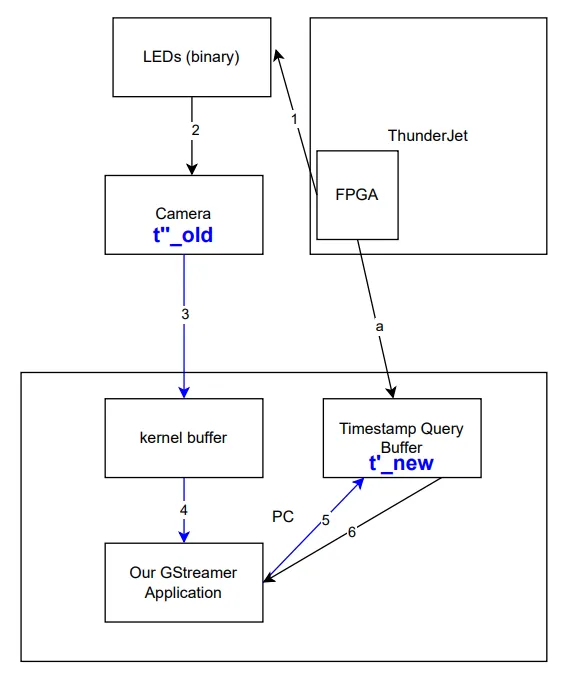 LEDs (binary)
1
2
ThunderJet
FPGA
Camera
t"_old
3
a
kernel buffer
Timestamp Query
Buffer
t'_new
4
PC
5
6
Our GStreamer
Application